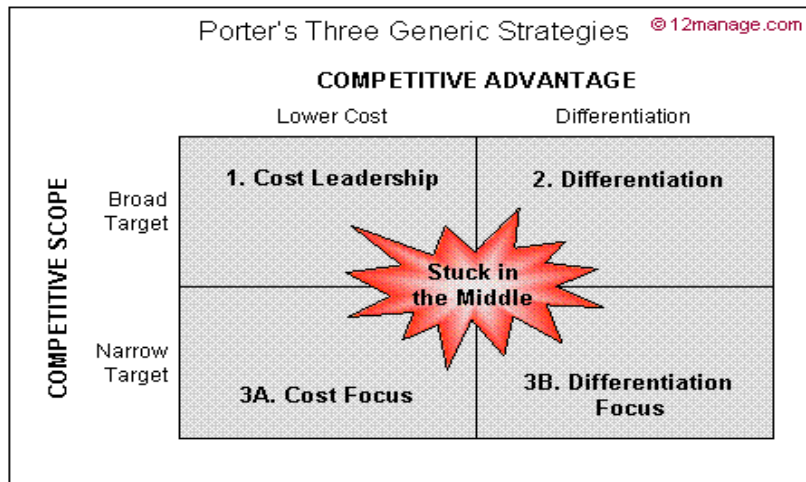 Porter's Three Generic Strategies
© 12manage.com
COMPETITIVE ADVANTAGE
Lower Cost
Differentiation
COMPETITIVE SCOPE
Broad
Target
1. Cost Leadership
2. Differentiation
Stuck in
the Middle
Narrow
Target
3A. Cost Focus
3B. Differentiation
Focus